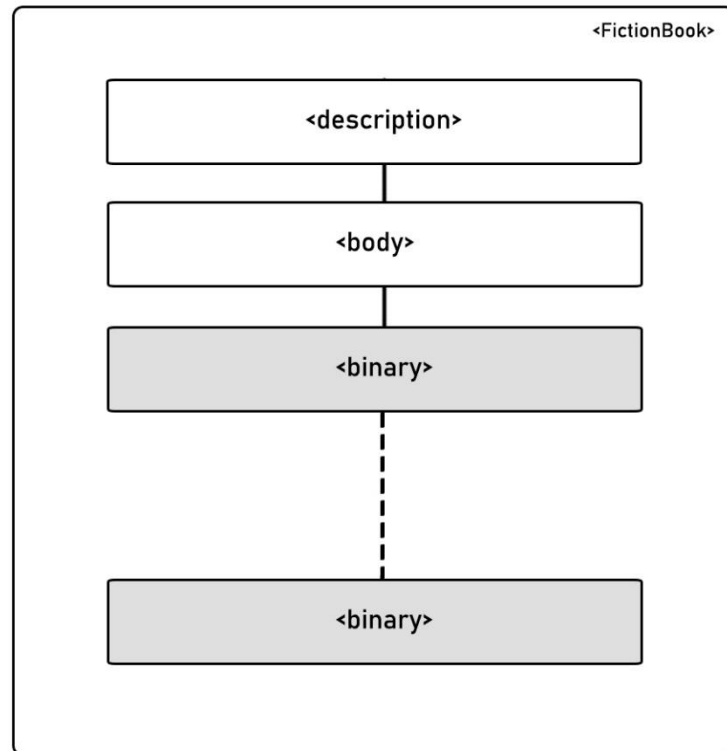 <FictionBook>
<description>
<body>
<binary>
<binary>